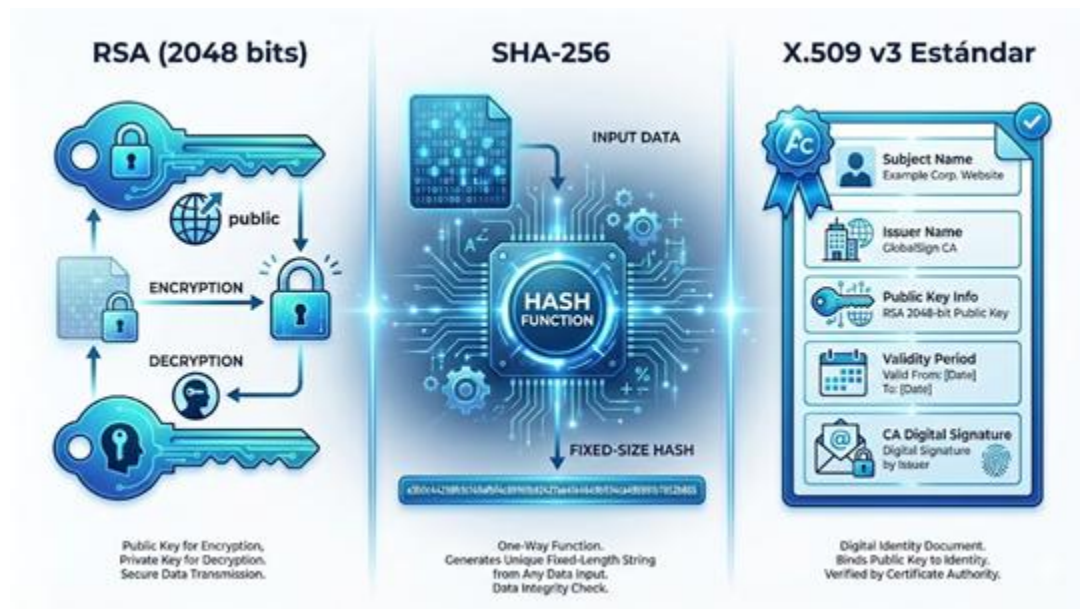 RSA (2048 bits)
public
ENCRYPTION
DECRYPTION
Public Key for Encryption,
Private Key for Decryption.
Secure Data Transmission.
SHA-256
INPUT DATA
HASH
FUNCTION
FIXED-SIZE HASH
One-Way Function.
Generates Unique Fixed-Length String
from Any Data Input.
Data Integrity Check.
X.509 v3 Estándar
Subject Name
Example Corp. Website
Issuer Name
GlobalSign CA
Public Key Info
RSA 2048-bit Public Key
Validity Period
Valid From: [Date]
To: [Date]
CA Digital Signature
Digital Signature
by Issuer
Digital Identity Document.
Binds Public Key to Identity.
Verified by Certificate Authority.